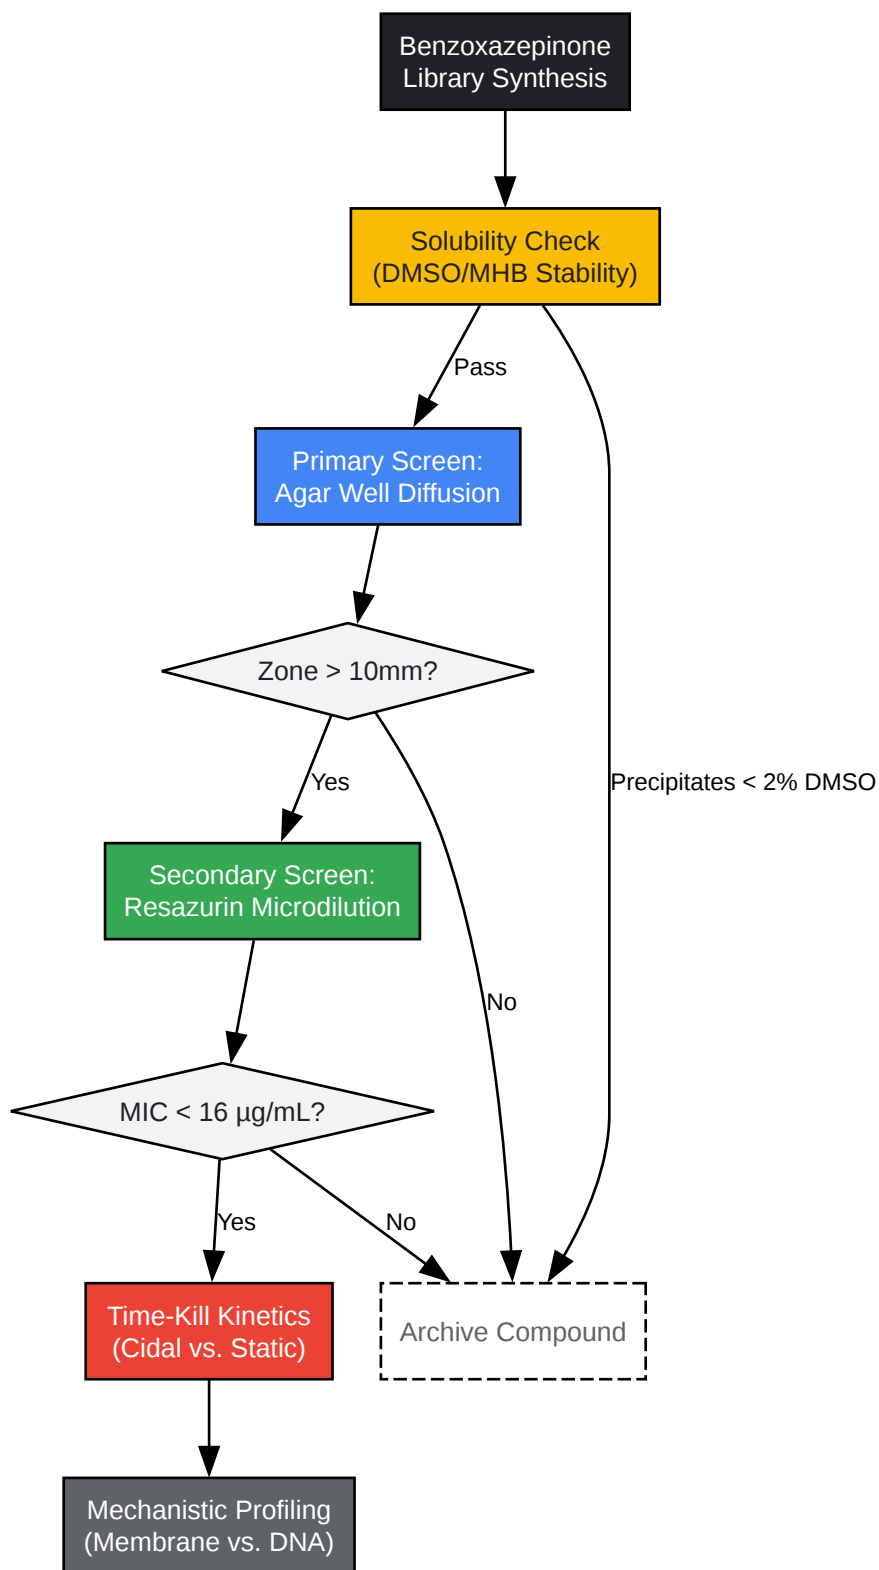 Benzoxazepinone
Library Synthesis
Solubility Check
(DMSO/MHB Stability)
Pass
Primary Screen:
Agar Well Diffusion
Zone > 10mm?
Yes
Precipitates < 2% DMSO
Secondary Screen:
Resazurin Microdilution
No
MIC < 16 µg/mL?
Yes
No
Time-Kill Kinetics
(Cidal vs. Static)
Archive Compound
Mechanistic Profiling
(Membrane vs. DNA)